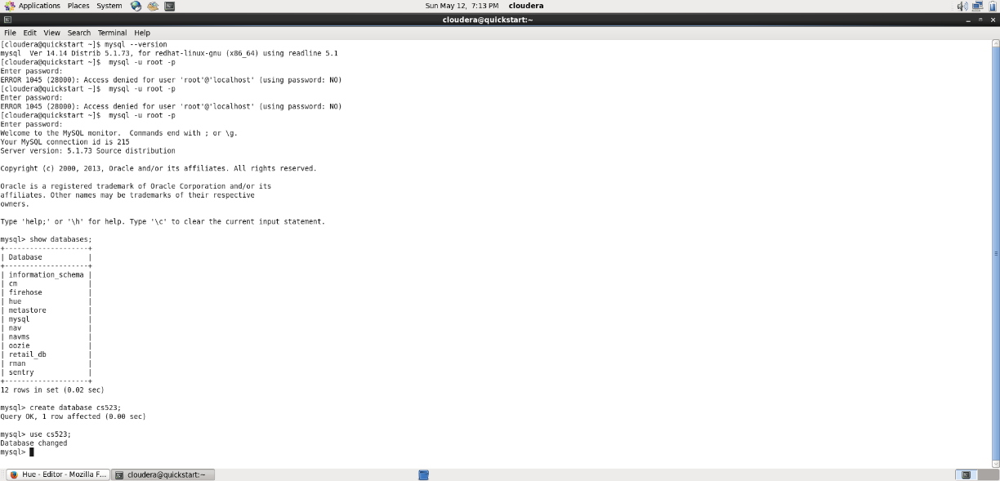 Applications Places System Sun May 12, 7:13 PM cloudera
cloudera@quickstart:~
File Edit View Search Terminal Help
[cloudera@quickstart ~]$ mysql --version
mysql  Ver 14.14 Distrib 5.1.73, for redhat-linux-gnu (x86_64) using readline 5.1
[cloudera@quickstart ~]$  mysql -u root -p
Enter password:
ERROR 1045 (28000): Access denied for user 'root'@'localhost' (using password: NO)
[cloudera@quickstart ~]$  mysql -u root -p
Enter password:
ERROR 1045 (28000): Access denied for user 'root'@'localhost' (using password: NO)
[cloudera@quickstart ~]$  mysql -u root -p
Enter password:
Welcome to the MySQL monitor.  Commands end with ; or \g.
Your MySQL connection id is 215
Server version: 5.1.73 Source distribution
Copyright (c) 2000, 2013, Oracle and/or its affiliates. All rights reserved.
Oracle is a registered trademark of Oracle Corporation and/or its
affiliates. Other names may be trademarks of their respective
owners.
Type 'help;' or '\h' for help. Type '\c' to clear the current input statement.
mysql> show databases;
+--------------------+
| Database           |
+--------------------+
| information_schema |
| cm                 |
| firehose           |
| hue                |
| metastore          |
| mysql              |
| nav                |
| navms              |
| oozie              |
| retail_db          |
| rman               |
| sentry             |
+--------------------+
12 rows in set (0.02 sec)
mysql> create database cs523;
Query OK, 1 row affected (0.00 sec)
mysql> use cs523;
Database changed
mysql>
Hue - Editor - Mozilla F... cloudera@quickstart:~